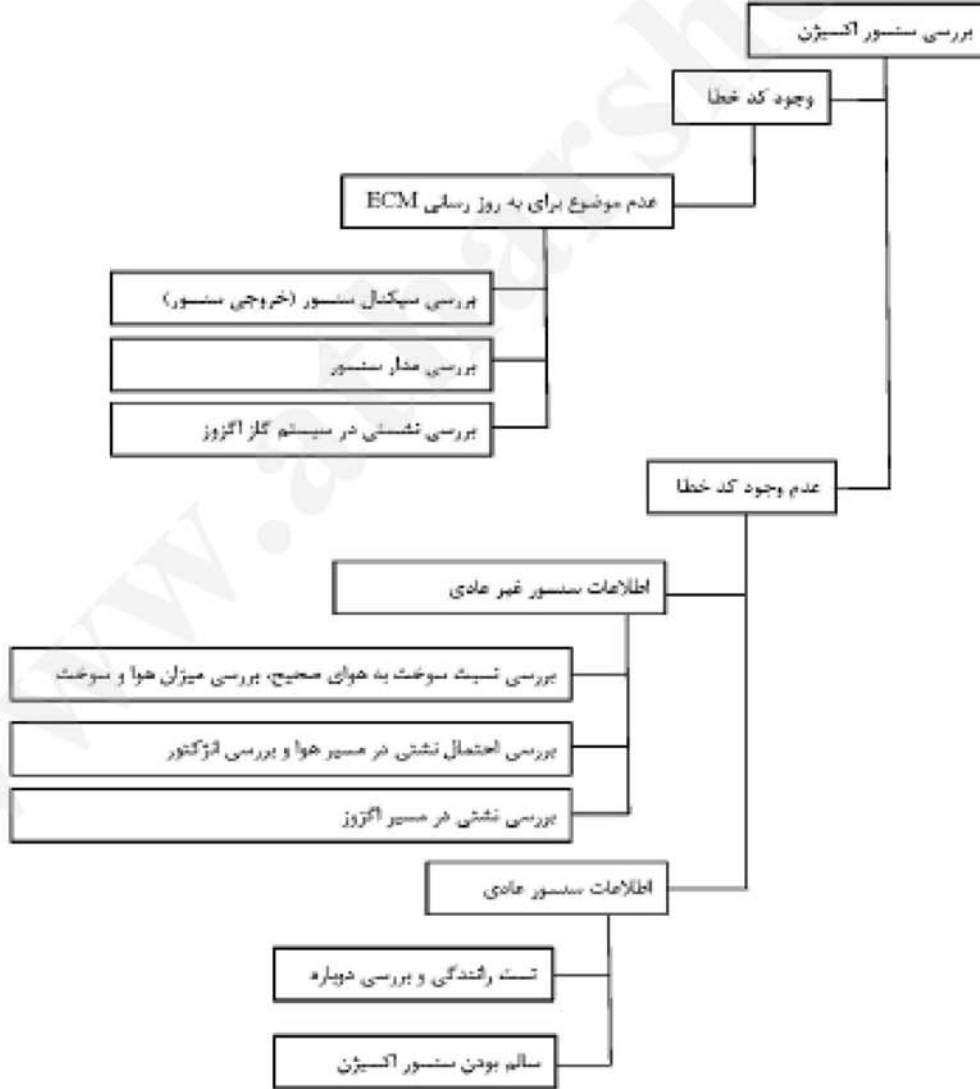 بررسی سنسور اکسیژن
وجود کد خطا
عدم موضوع برای به روز رسانی ECM
بررسی سیگنال سنسور (خروجی سنسور)
بررسی مدار سنسور
بررسی نشستی در سیستم گاز اگزوز
عدم وجود کد خطا
اطلاعات سنسور غیر عادی
بررسی نسبت سوخت به هوای صحیح، بررسی میزان هوا و سوخت
بررسی احتمال نشتی در مسیر هوا و بررسی انژکتور
بررسی نشتی در مسیر اگزوز
اطلاعات سنسور عادی
تست رانندگی و بررسی دوباره
سالم بودن سنسور اکسیژن